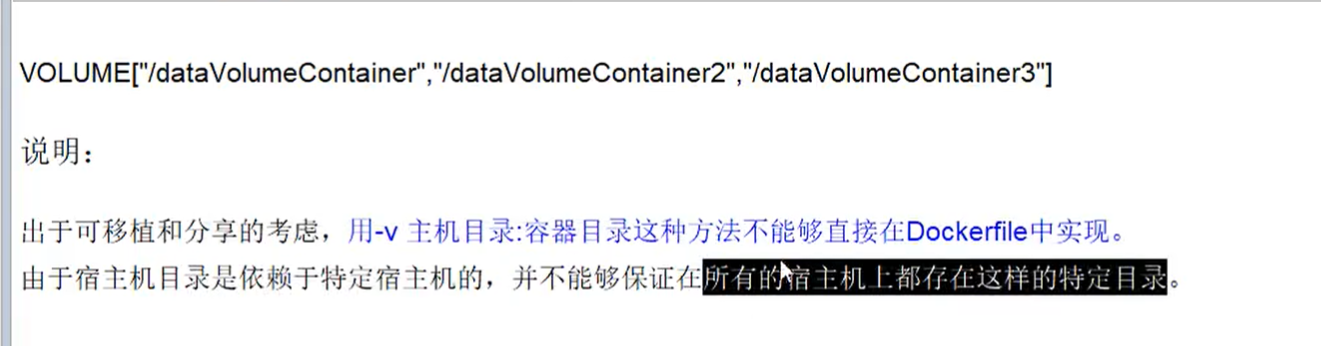 VOLUME["/dataVolumeContainer","/dataVolumeContainer2","/dataVolumeContainer3"]
说明：
出于可移植和分享的考虑，用-v 主机目录:容器目录这种方法不能够直接在Dockerfile中实现。
由于宿主机目录是依赖于特定宿主机的，并不能够保证在所有的宿主机上都存在这样的特定目录。